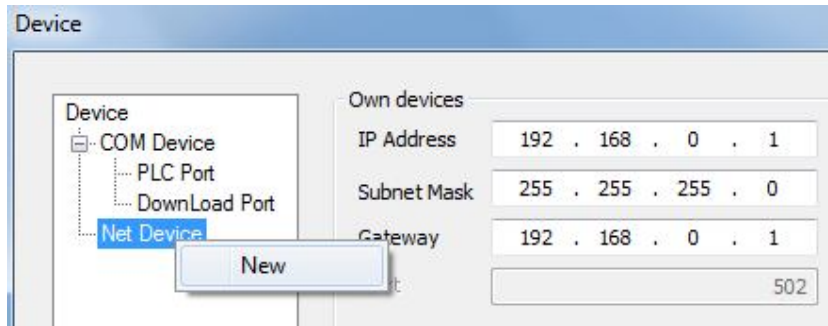 Device
Device
COM Device
PLC Port
DownLoad Port
Net Device
New
Own devices
IP Address 192 . 168 . 0 . 1
Subnet Mask 255 . 255 . 255 . 0
Gateway 192 . 168 . 0 . 1
502